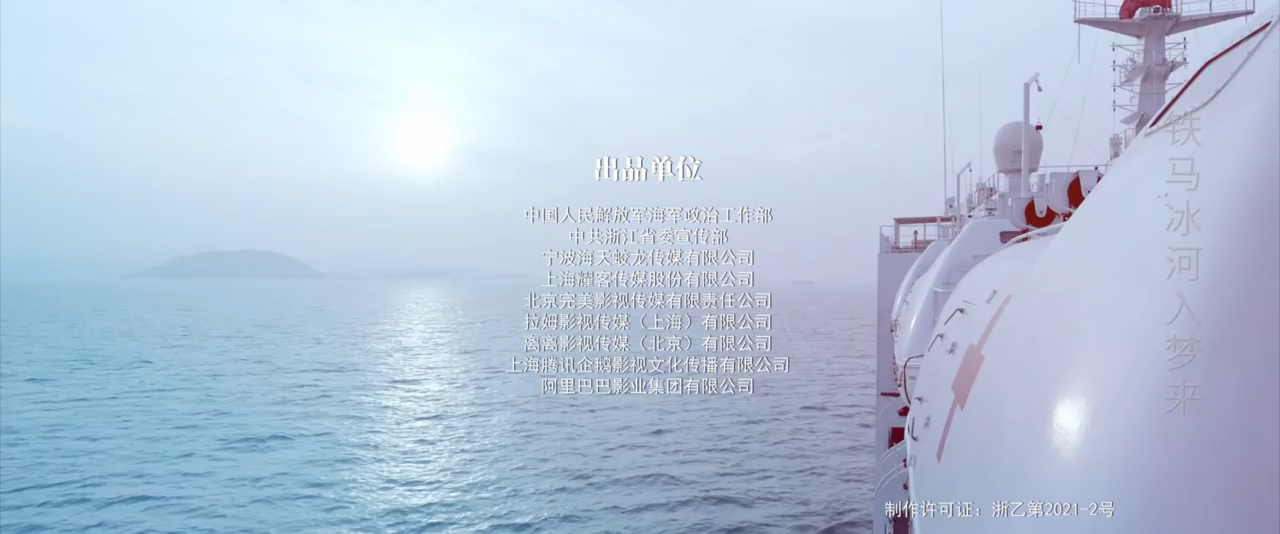 出品单位
中国人民解放军海军政治工作部
中共浙江省委宣传部
宁波海天蛟龙传媒有限公司
上海耀客传媒股份有限公司
北京完美影视传媒有限责任公司
拉姆影视传媒（上海）有限公司
离离影视传媒（北京）有限公司
上海腾讯企鹅影视文化传播有限公司
阿里巴巴影业集团有限公司
铁马冰河入梦来
制作许可证：浙乙第2021-2号